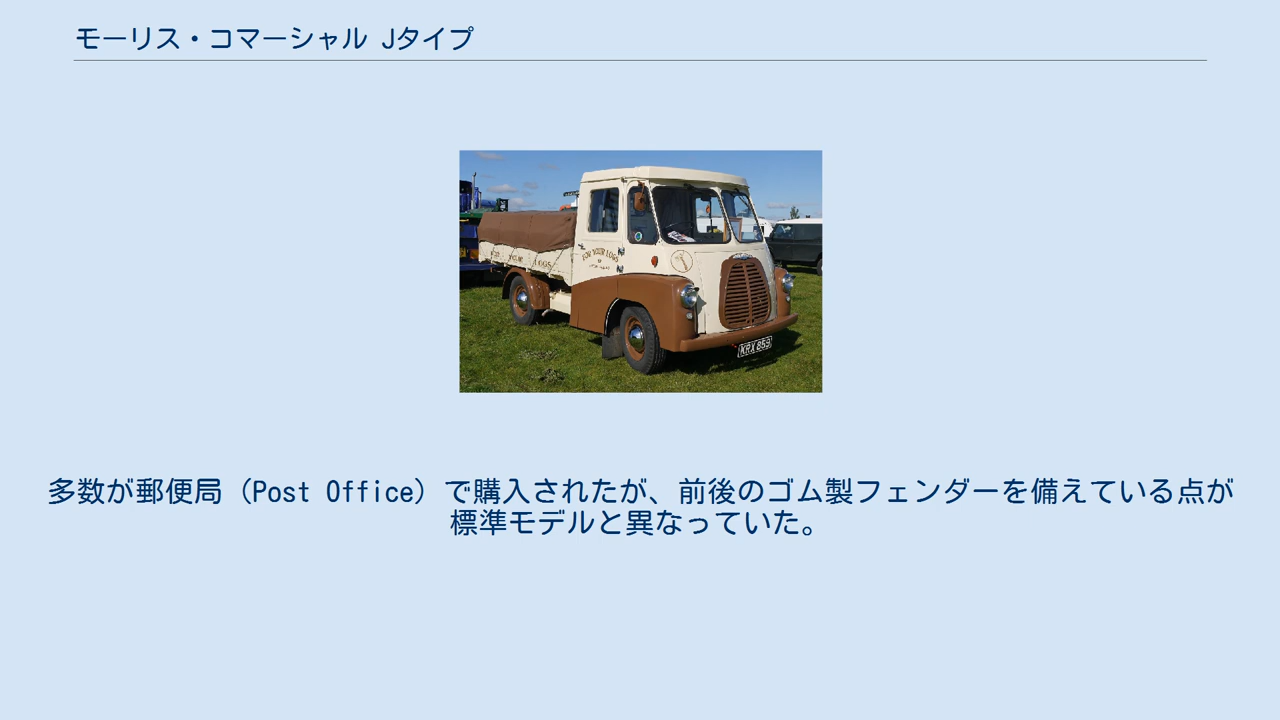 モーリス・コマーシャル Jタイプ
KRX 859
多数が郵便局（Post Office）で購入されたが、前後のゴム製フェンダーを備えている点が
標準モデルと異なっていた。